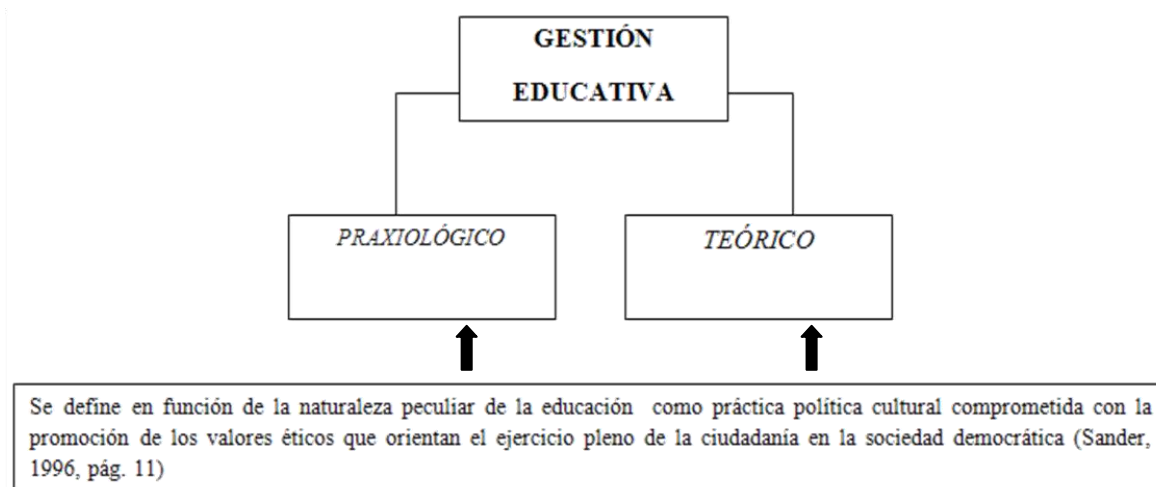 GESTIÓN
EDUCATIVA
PRAXIOLÓGICO
TEÓRICO
Se define en función de la naturaleza peculiar de la educación como práctica política cultural comprometida con la
promoción de los valores éticos que orientan el ejercicio pleno de la ciudadanía en la sociedad democrática (Sander,
1996, pág. 11)